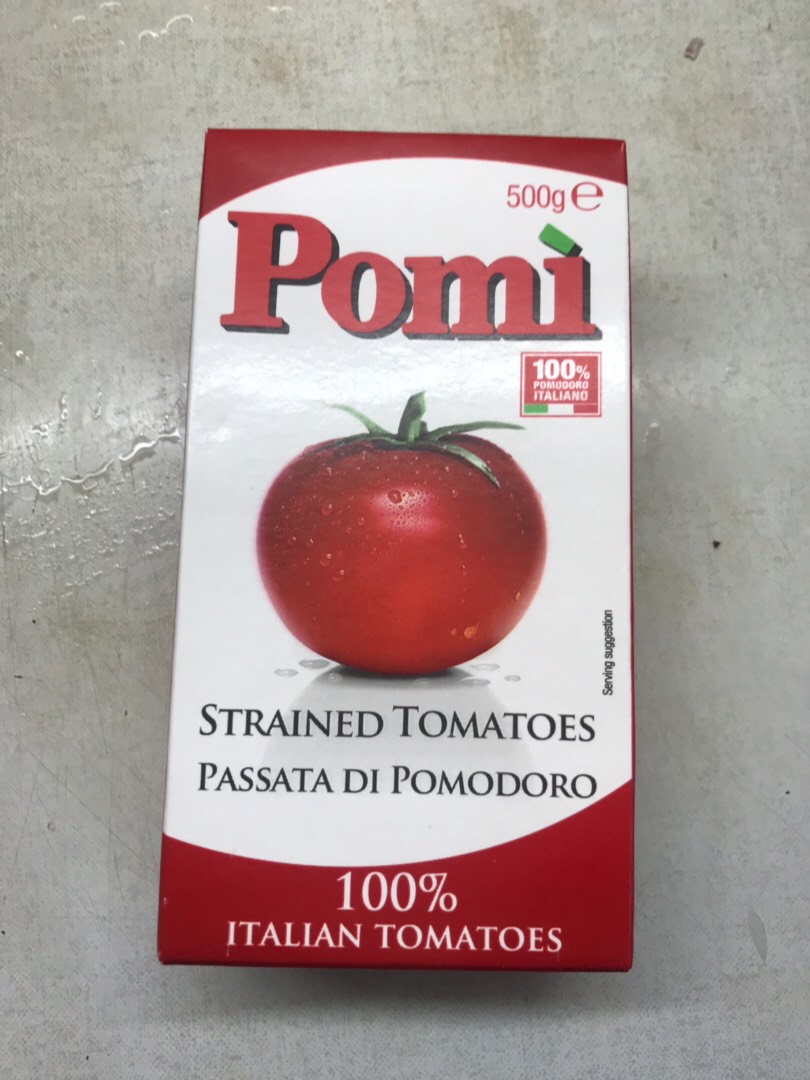 500g ℮
Pomì
100%
POMODORO
ITALIANO
Serving suggestion
STRAINED TOMATOES
PASSATA DI POMODORO
100%
ITALIAN TOMATOES